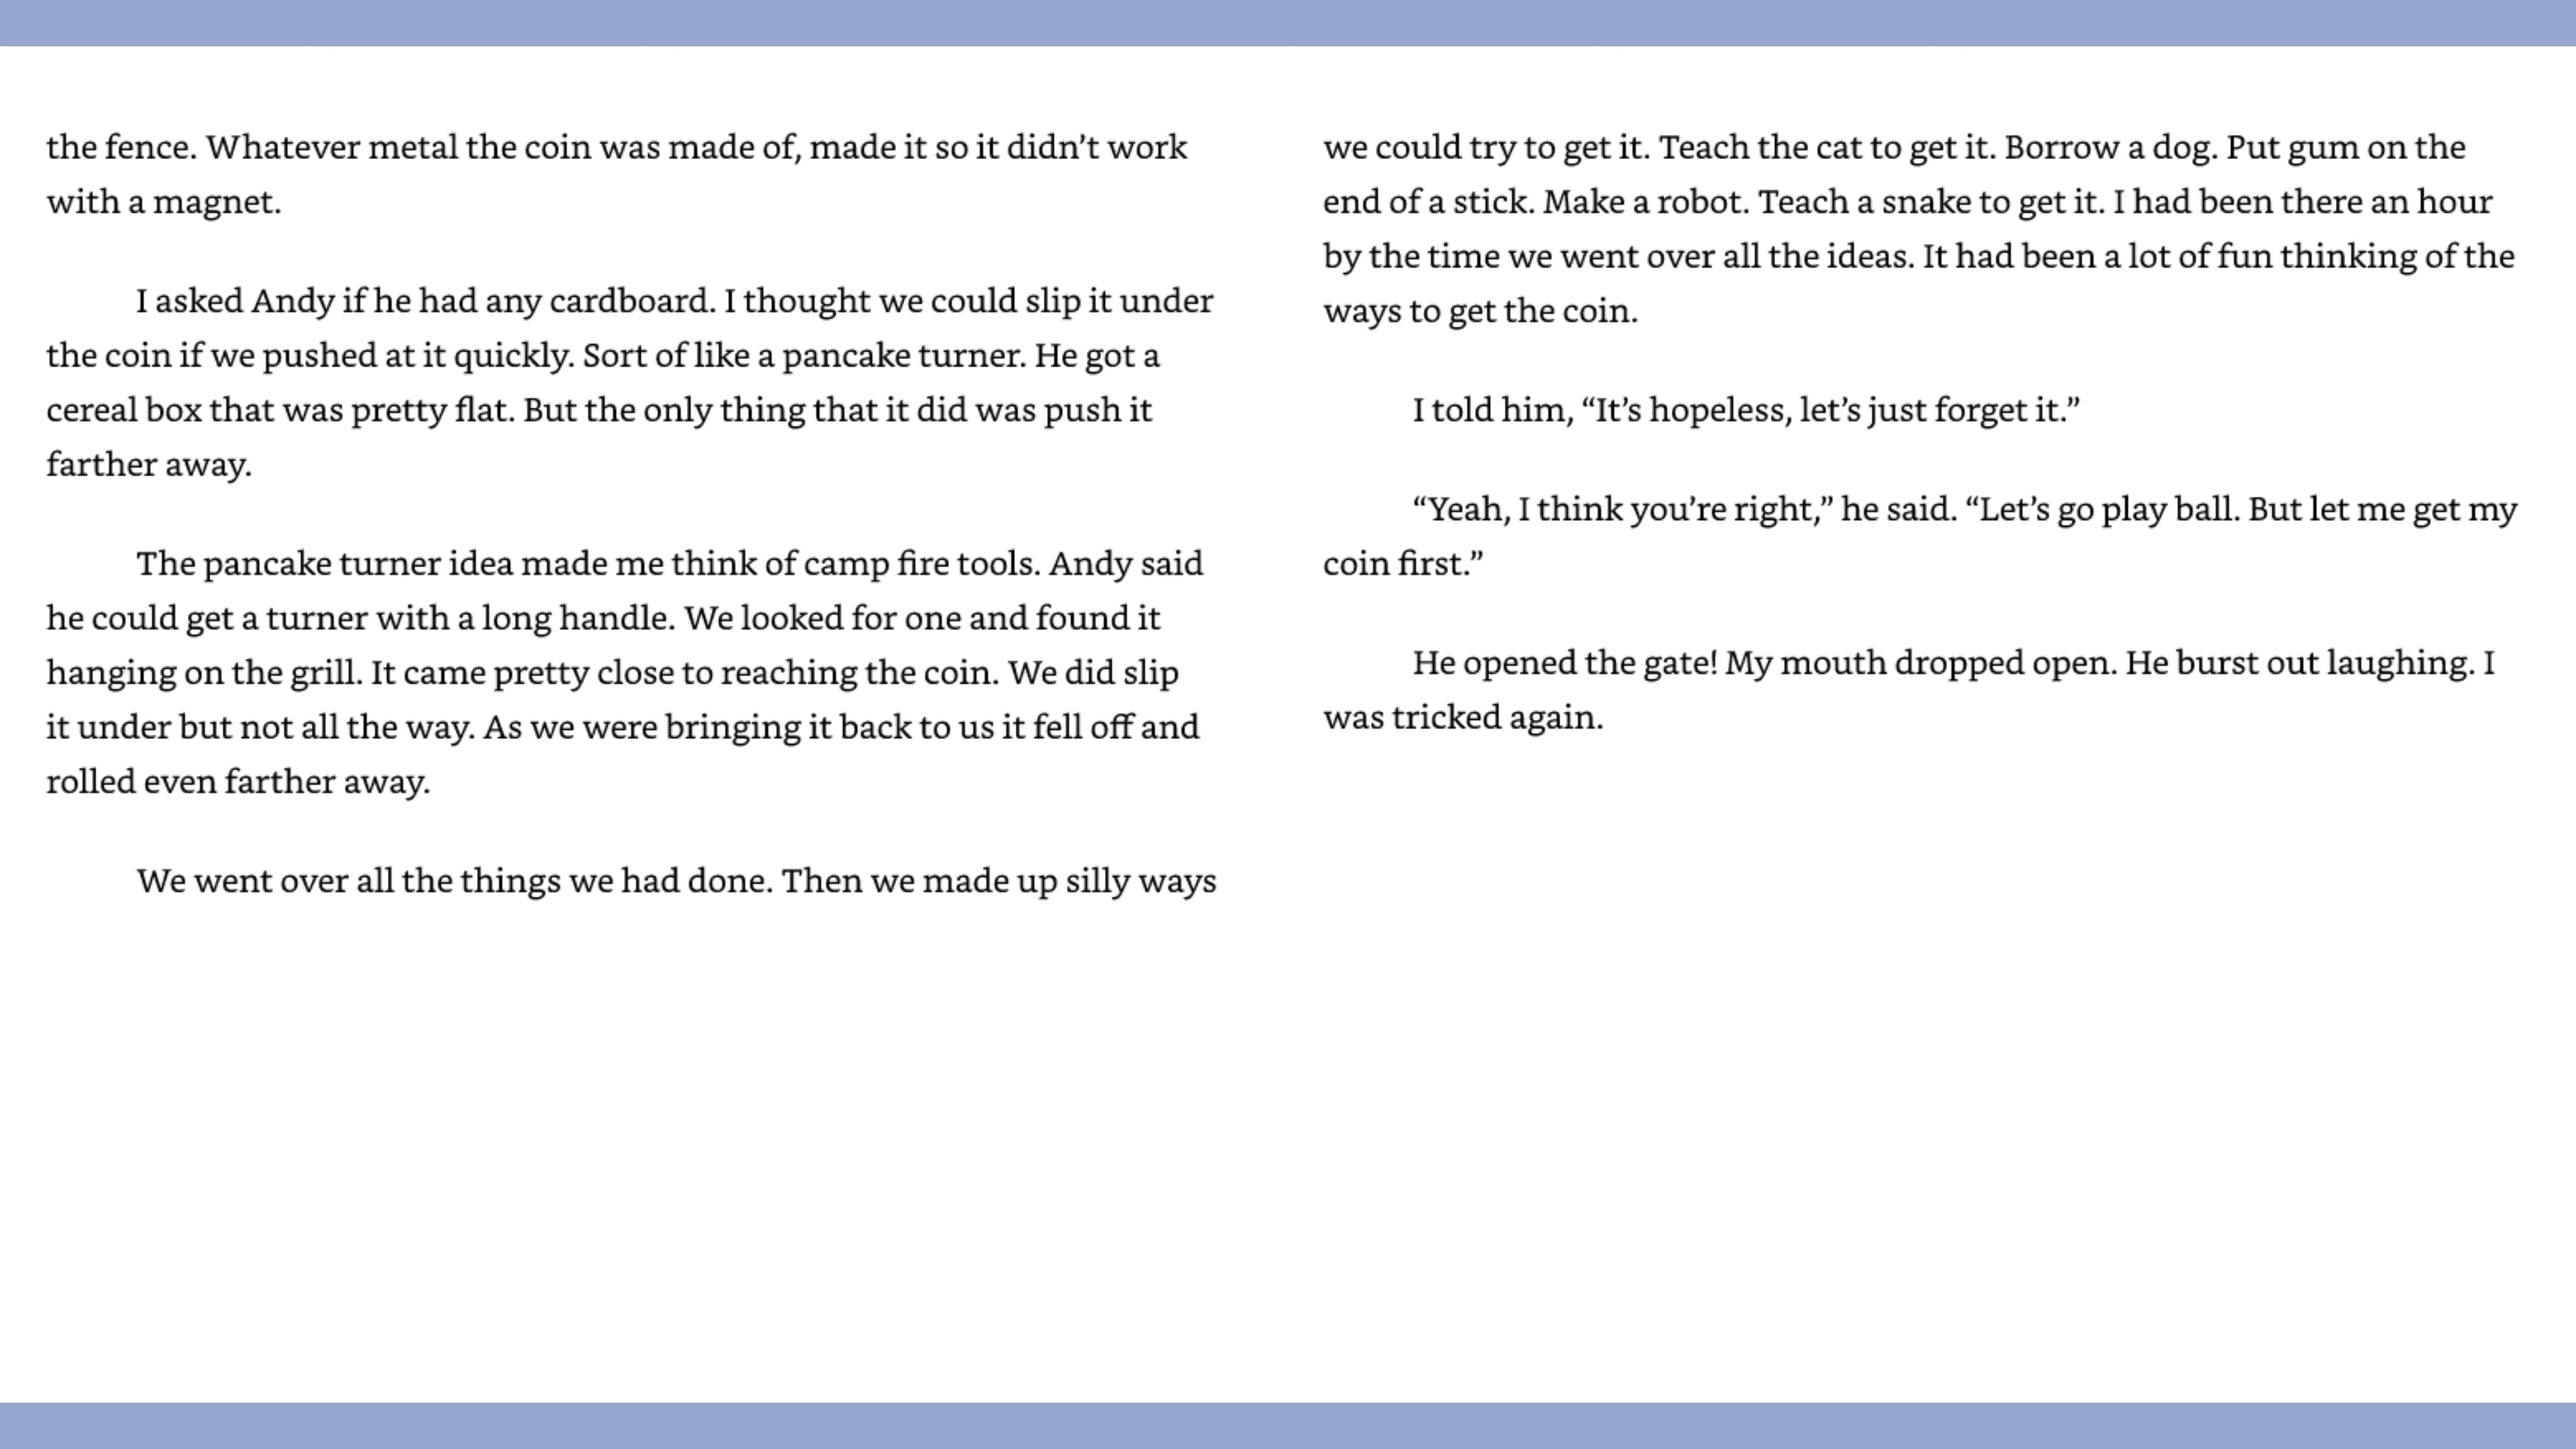 the fence. Whatever metal the coin was made of, made it so it didn’t work
with a magnet.
I asked Andy if he had any cardboard. I thought we could slip it under
the coin if we pushed at it quickly. Sort of like a pancake turner. He got a
cereal box that was pretty flat. But the only thing that it did was push it
farther away.
The pancake turner idea made me think of camp fire tools. Andy said
he could get a turner with a long handle. We looked for one and found it
hanging on the grill. It came pretty close to reaching the coin. We did slip
it under but not all the way. As we were bringing it back to us it fell off and
rolled even farther away.
We went over all the things we had done. Then we made up silly ways
we could try to get it. Teach the cat to get it. Borrow a dog. Put gum on the
end of a stick. Make a robot. Teach a snake to get it. I had been there an hour
by the time we went over all the ideas. It had been a lot of fun thinking of the
ways to get the coin.
I told him, “It’s hopeless, let’s just forget it.”
“Yeah, I think you’re right,” he said. “Let’s go play ball. But let me get my
coin first.”
He opened the gate! My mouth dropped open. He burst out laughing. I
was tricked again.